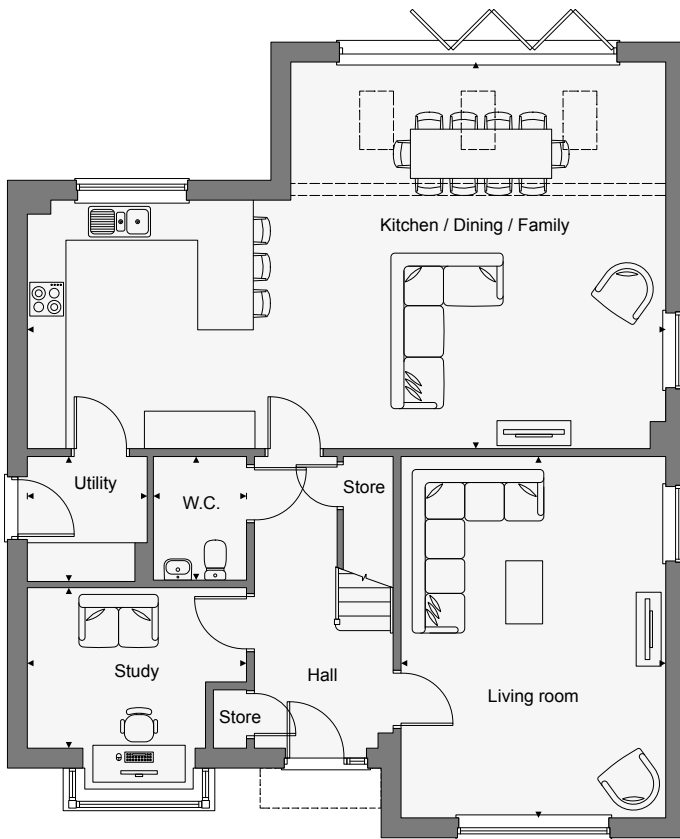 Kitchen / Dining / Family
Utility
W.C.
Store
Study
Hall
Living room
Store